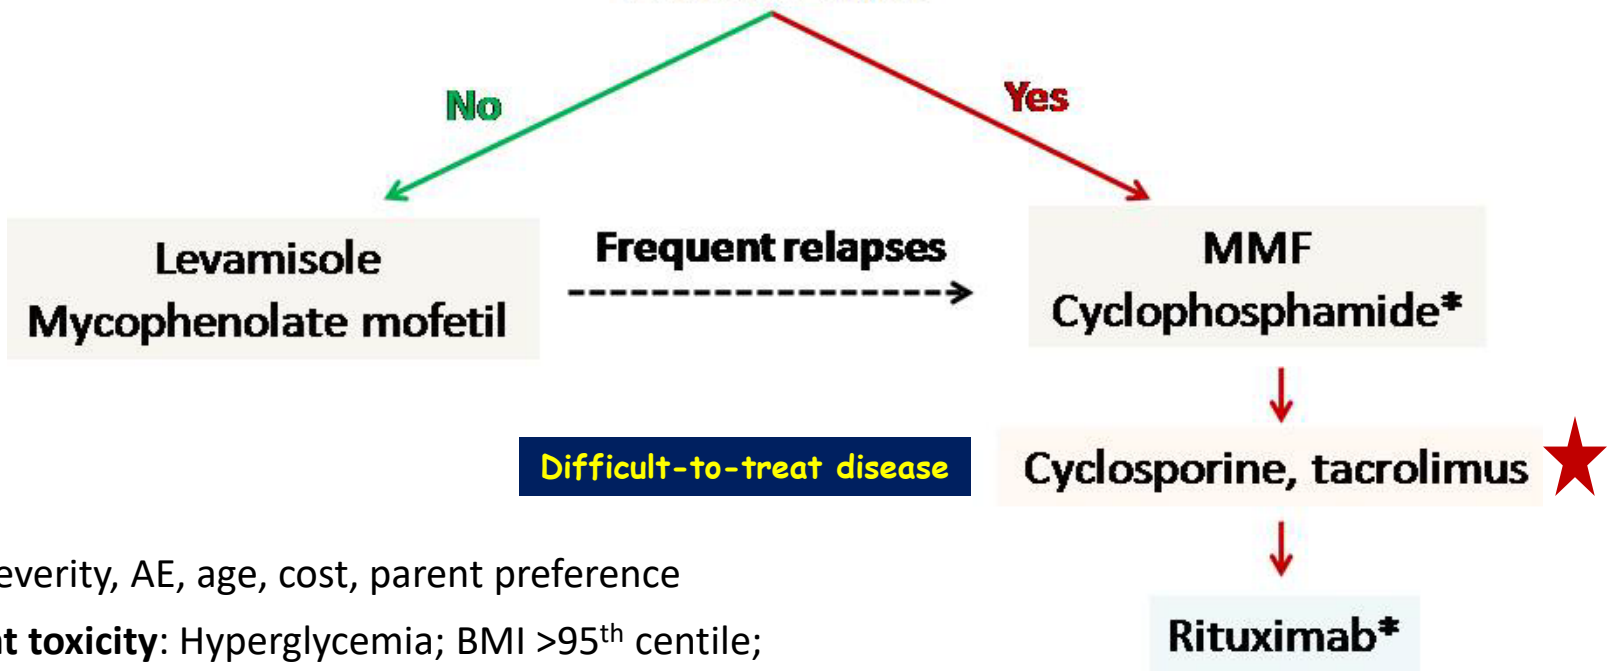 No
Yes
Levamisole
Mycophenolate mofetil
Frequent relapses
MMF
Cyclophosphamide*
Difficult-to-treat disease
Cyclosporine, tacrolimus
Rituximab*
everity, AE, age, cost, parent preference
t toxicity: Hyperglycemia; BMI >95th centile;